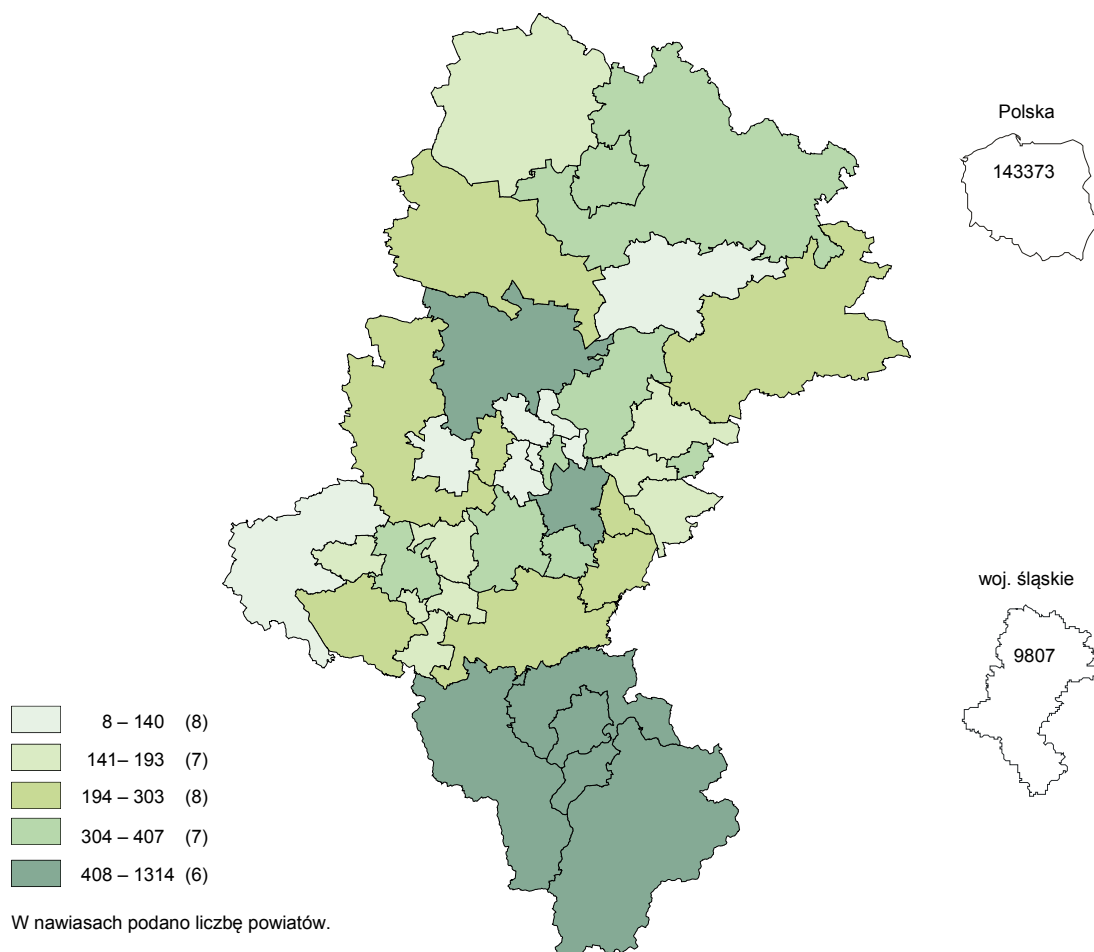 Polska
143373
woj. śląskie
9807
8 – 140 (8)
141– 193 (7)
194 – 303 (8)
304 – 407 (7)
408 – 1314 (6)
W nawiasach podano liczbę powiatów.